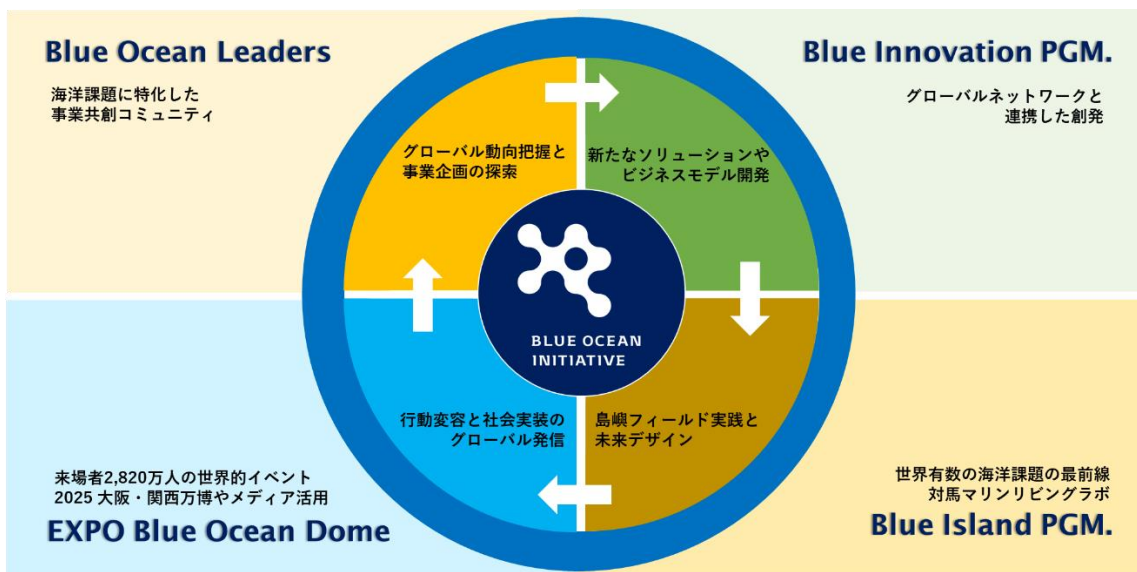 Blue Ocean Leaders
海洋課題に特化した
事業共創コミュニティ
Blue Innovation PGM.
グローバルネットワークと
連携した創発
グローバル動向把握と
事業企画の探索
新たなソリューションや
ビジネスモデル開発
BLUE OCEAN
INITIATIVE
行動変容と社会実装の
グローバル発信
島嶼フィールド実践と
未来デザイン
来場者2,820万人の世界的イベント
2025 大阪・関西万博やメディア活用
EXPO Blue Ocean Dome
世界有数の海洋課題の最前線
対馬マリンリビングラボ
Blue Island PGM.